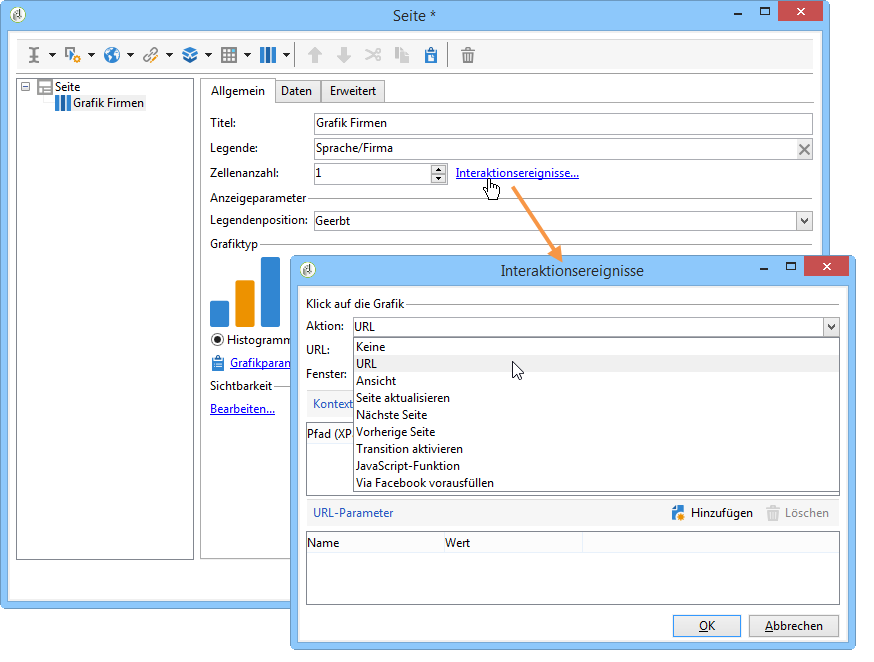 Seite *
Seite
Grafik Firmen
Allgemein
Daten
Erweitert
Titel:
Grafik Firmen
Legende:
Sprache/Firma
Zellenanzahl:
1
Interaktionsereignisse...
Anzeigeparameter
Legendenposition:
Geerbt
Grafiktyp
Histogramm
Grafikparam
Sichtbarkeit
Bearbeiten...
Interaktionsereignisse
Klick auf die Grafik
Aktion:
URL
URL:
Fenster:
Keine
URL
Ansicht
Seite aktualisieren
Nächste Seite
Vorherige Seite
Transition aktivieren
JavaScript-Funktion
Via Facebook vorausfüllen
Kontext
Pfad (XP
URL-Parameter
Hinzufügen
Löschen
Name
Wert
OK
Abbrechen